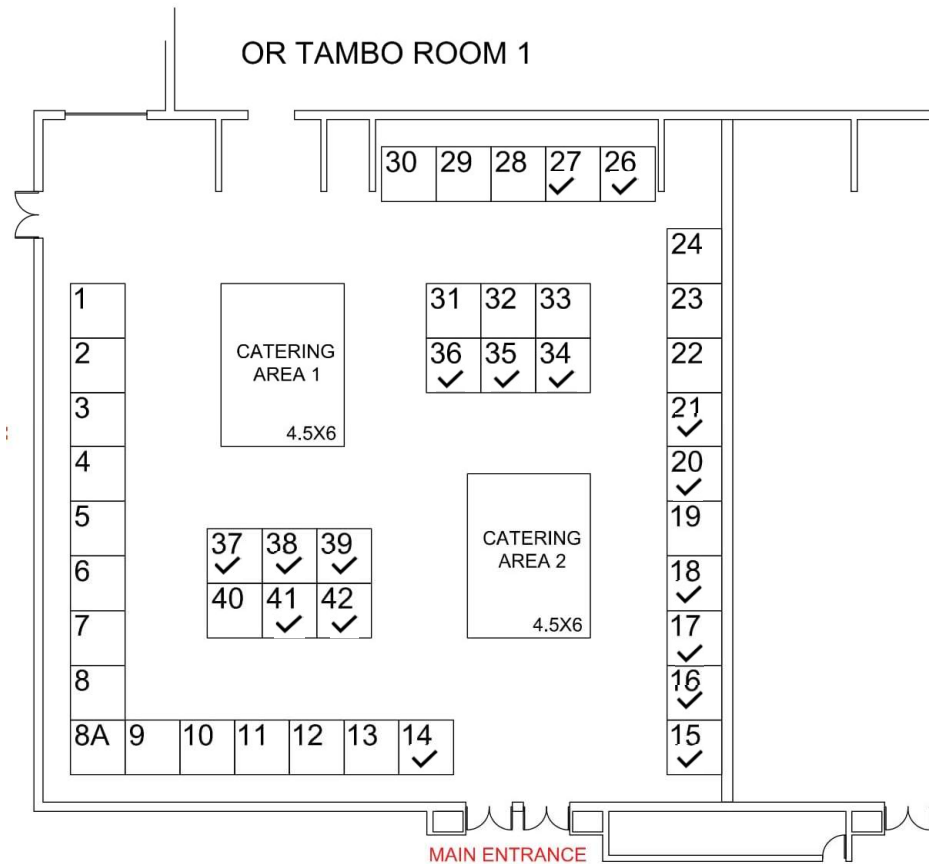 OR TAMBO ROOM 1
30 29 28 27 26
24
1 31 32 33 23
CATERING
AREA 1
4.5X6
2 36 35 34 22
3 21
4 20
5 19
CATERING
AREA 2
4.5X6
37 38 39
6 18
40 41 42
7 17
8 16
8A 9 10 11 12 13 14 15
MAIN ENTRANCE